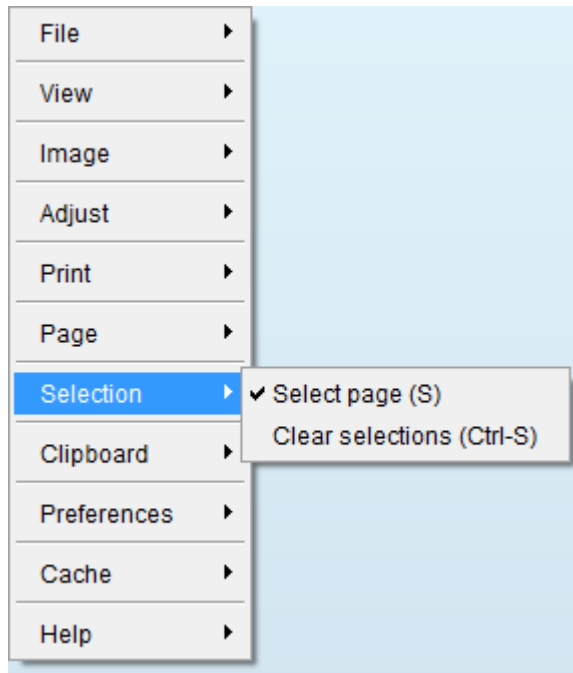 File
View
Image
Adjust
Print
Page
Selection
Select page (S)
Clear selections (Ctrl-S)
Clipboard
Preferences
Cache
Help